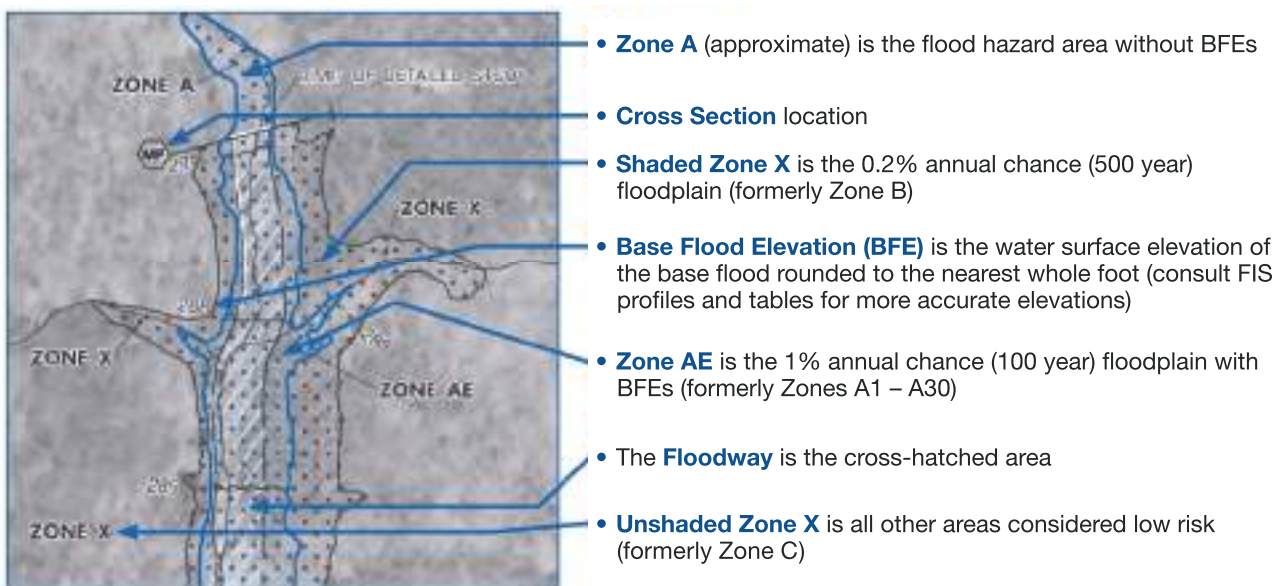 • Zone A (approximate) is the flood hazard area without BFEs
• Cross Section location
• Shaded Zone X is the 0.2% annual chance (500 year)
floodplain (formerly Zone B)
• Base Flood Elevation (BFE) is the water surface elevation of
the base flood rounded to the nearest whole foot (consult FIS
profiles and tables for more accurate elevations)
• Zone AE is the 1% annual chance (100 year) floodplain with
BFEs (formerly Zones A1 – A30)
• The Floodway is the cross-hatched area
• Unshaded Zone X is all other areas considered low risk
(formerly Zone C)
ZONE A
LIMIT OF DETAILED STUDY
ZONE X
ZONE X
ZONE AE
ZONE X